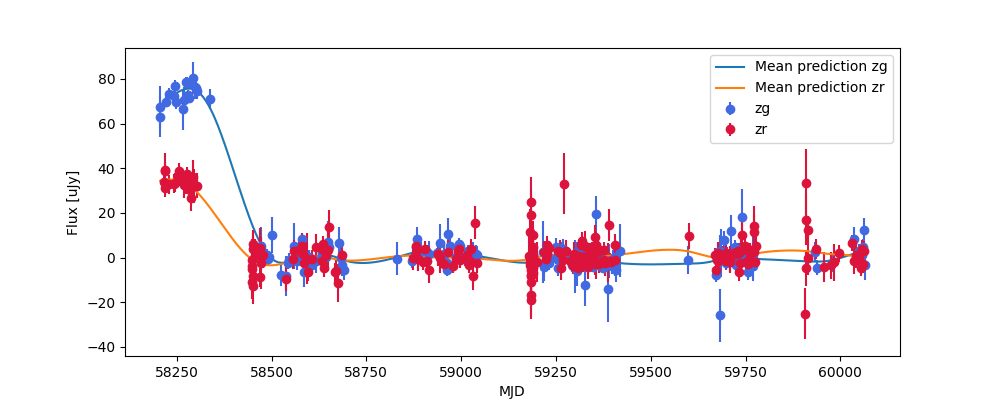 Mean prediction zg
Mean prediction zr
zg
zr
80
60
40
20
0
−20
−40
Flux [uJy]
58250
58500
58750
59000
59250
59500
59750
60000
MJD